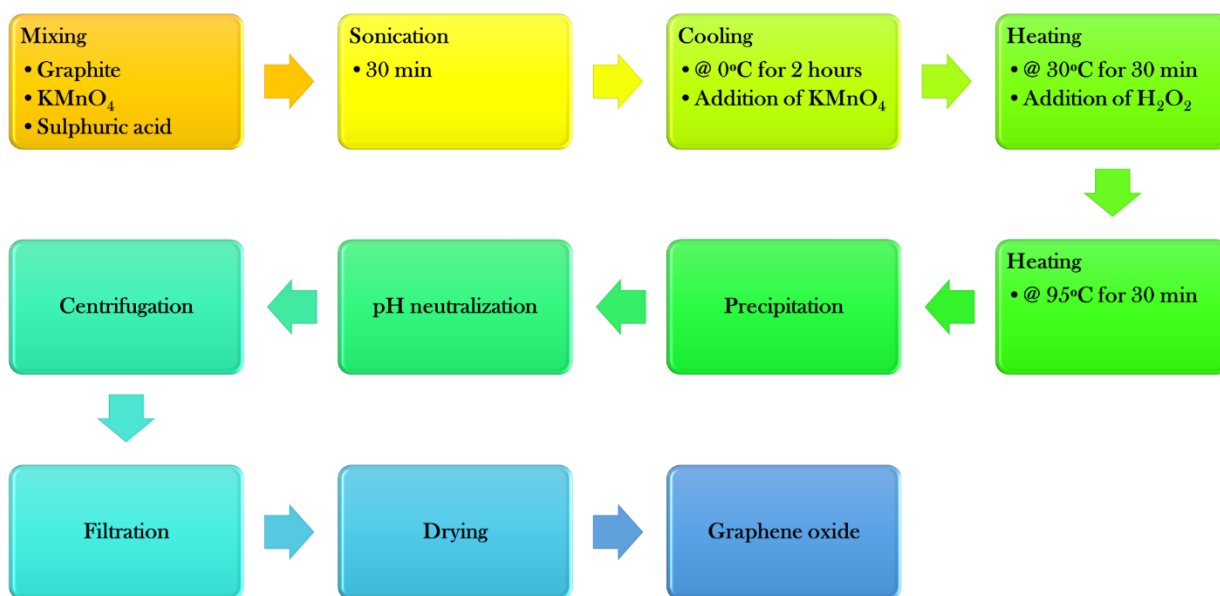 Mixing
• Graphite
• KMnO₄
• Sulphuric acid
Sonication
• 30 min
Cooling
• @ 0ᵒC for 2 hours
• Addition of KMnO₄
Heating
• @ 30ᵒC for 30 min
• Addition of H₂O₂
Heating
• @ 95ᵒC for 30 min
Precipitation
pH neutralization
Centrifugation
Filtration
Drying
Graphene oxide